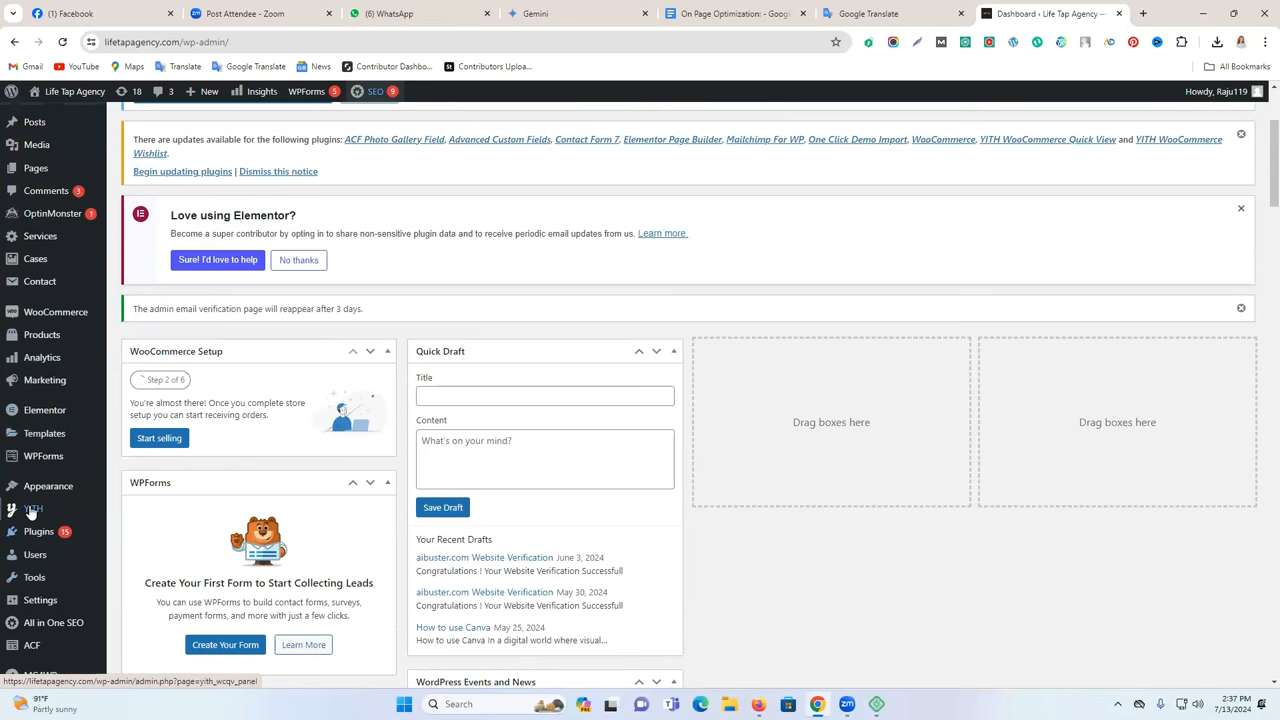 Facebook
Post Attendee - Zoom
(6) WhatsApp
Gemini
On Page Optimization: - Goog
Google Translate
Dashboard ‹ Life Tap Agency —
lifetapagency.com/wp-admin/
Gmail
YouTube
Maps
Translate
Google Translate
News
Contributor Dashbo...
Contributors Uploa...
All Bookmarks
Life Tap Agency
18
3
New
Insights
WPForms 5
SEO 9
Howdy, Raju119
Posts
Media
Pages
Comments 3
OptinMonster 1
Services
Cases
Contact
WooCommerce
Products
Analytics
Marketing
Elementor
Templates
WPForms
Appearance
YITH
Plugins 15
Users
Tools
Settings
All in One SEO
ACF
There are updates available for the following plugins: ACF Photo Gallery Field, Advanced Custom Fields, Contact Form 7, Elementor Page Builder, Mailchimp For WP, One Click Demo Import, WooCommerce, YITH WooCommerce Quick View and YITH WooCommerce
Wishlist.
Begin updating plugins | Dismiss this notice
Love using Elementor?
Become a super contributor by opting in to share non-sensitive plugin data and to receive periodic email updates from us. Learn more.
Sure! I'd love to help
No thanks
The admin email verification page will reappear after 3 days.
WooCommerce Setup
Step 2 of 6
You're almost there! Once you complete store
setup you can start receiving orders.
Start selling
WPForms
Create Your First Form to Start Collecting Leads
You can use WPForms to build contact forms, surveys,
payment forms, and more with just a few clicks.
Create Your Form
Learn More
Quick Draft
Title
Content
What's on your mind?
Save Draft
Your Recent Drafts
aibuster.com Website Verification June 3, 2024
Congratulations ! Your Website Verification Successfull
aibuster.com Website Verification May 30, 2024
Congratulations ! Your Website Verification Successfull
How to use Canva May 25, 2024
How to use Canva In a digital world where visual...
WordPress Events and News
Drag boxes here
Drag boxes here
https://lifetapagency.com/wp-admin/admin.php?page=yith_wcqv_panel
91°F
Partly sunny
Search
2:37 PM
7/13/2024